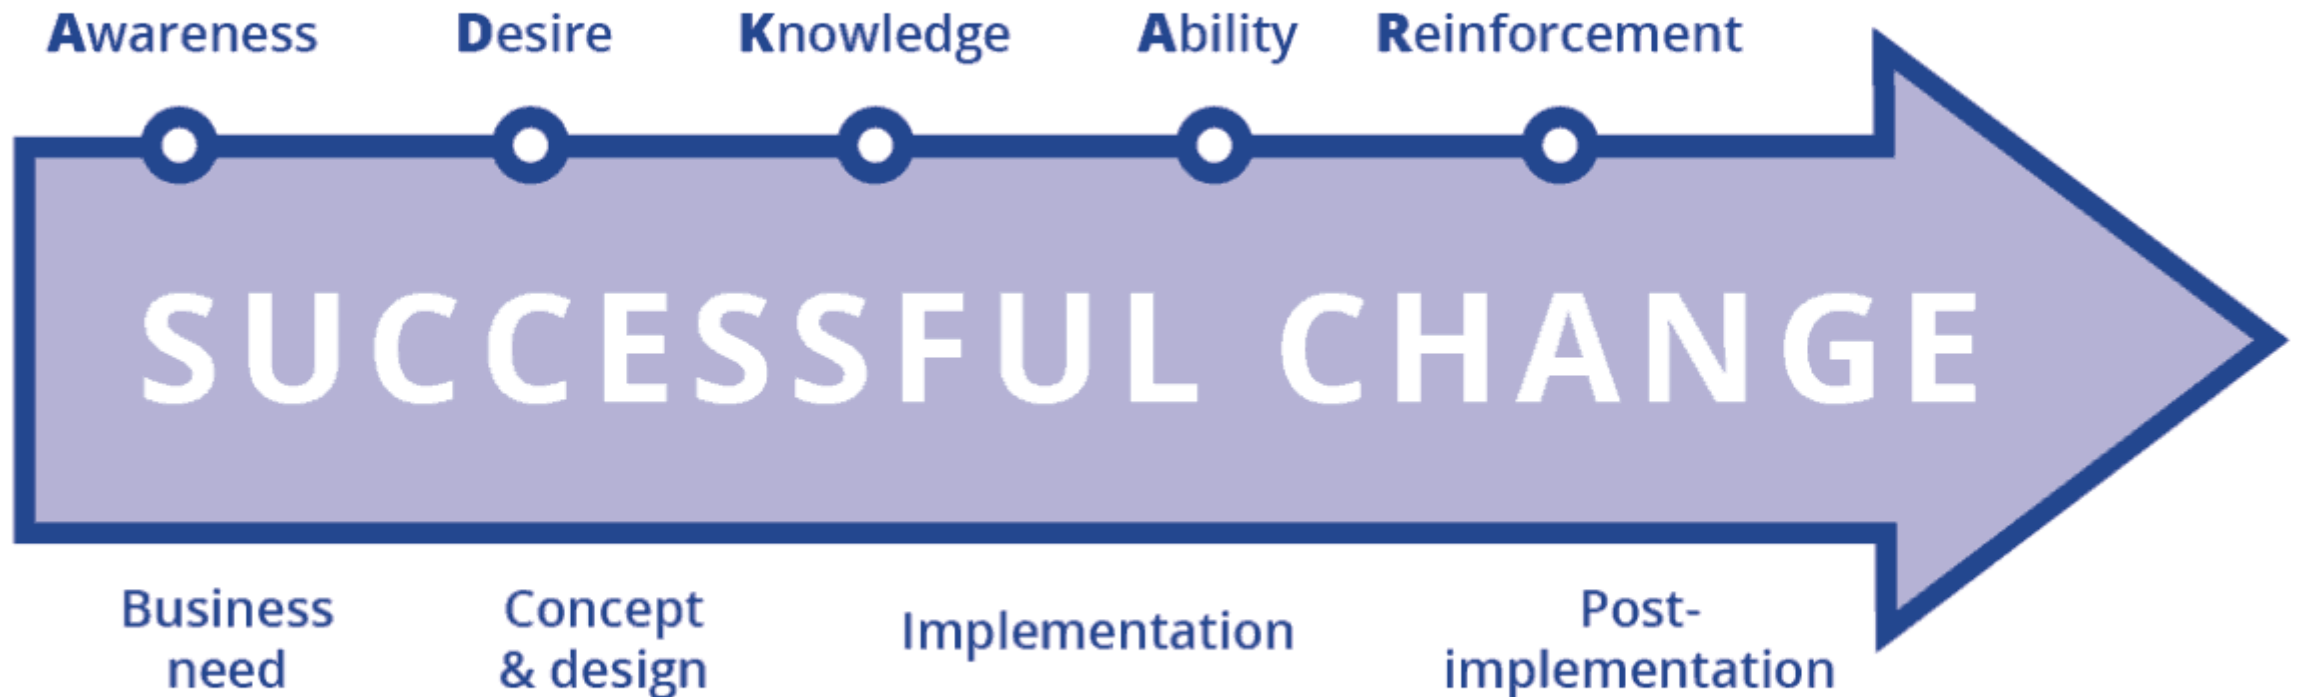 Awareness Desire Knowledge Ability Reinforcement
SUCCESSFUL CHANGE
Business need
Concept & design
Implementation
Post-
implementation